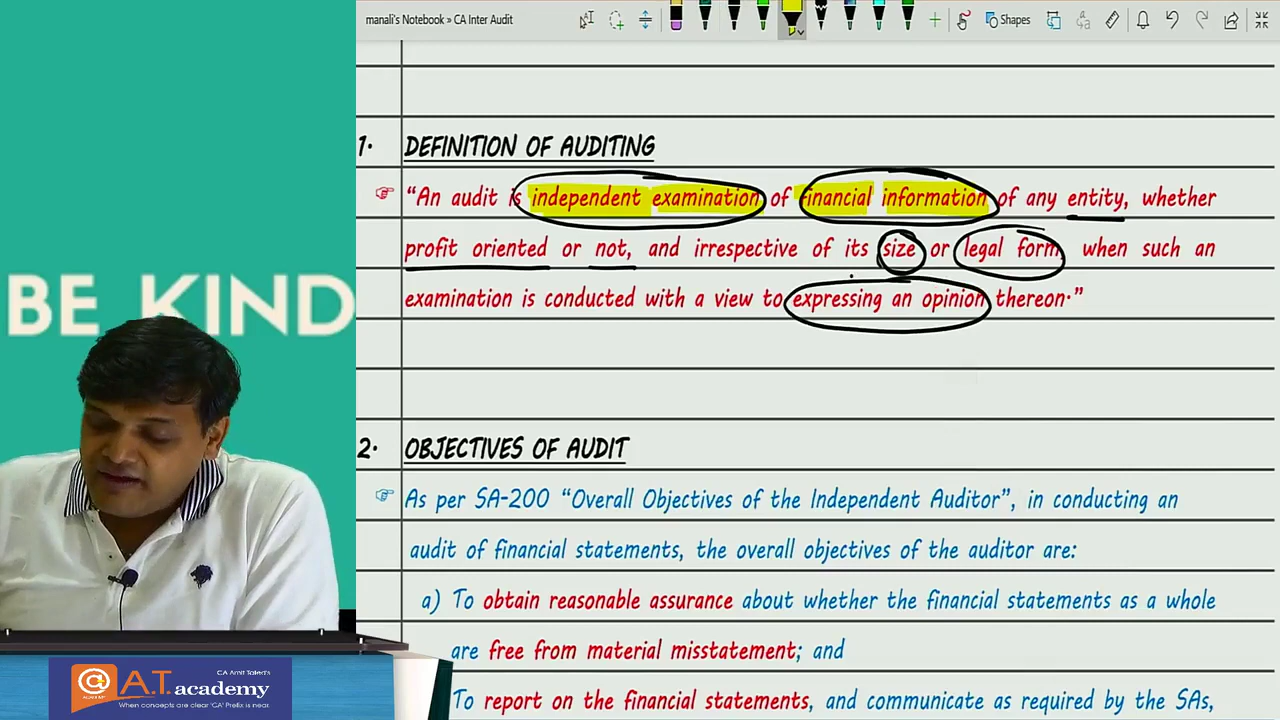 manali's Notebook » CA Inter Audit
Shapes
1. DEFINITION OF AUDITING
"An audit is independent examination of financial information of any entity, whether
profit oriented or not, and irrespective of its size or legal form when such an
examination is conducted with a view to expressing an opinion thereon."
2. OBJECTIVES OF AUDIT
As per SA-200 "Overall Objectives of the Independent Auditor", in conducting an
audit of financial statements, the overall objectives of the auditor are:
a) To obtain reasonable assurance about whether the financial statements as a whole
are free from material misstatement; and
To report on the financial statements, and communicate as required by the SAs,
BE KIND
CA Amit Talda's
@A.T. academy
When concepts are clear 'CA' Prefix is near.